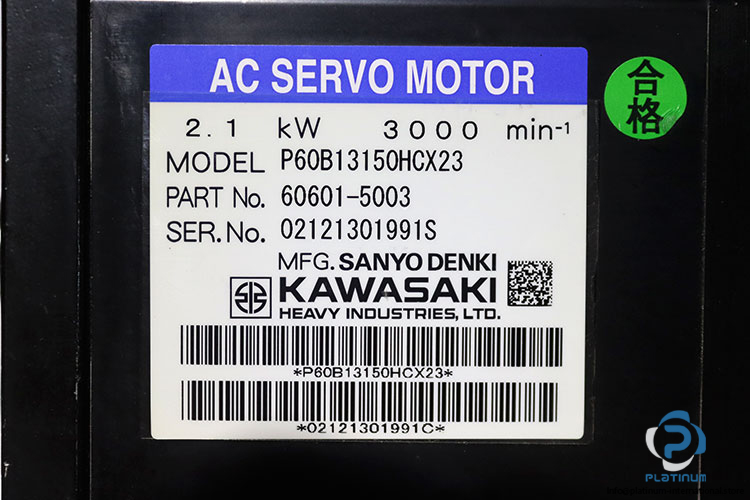 AC SERVO MOTOR
2.1 kW 3000 min-1
MODEL P60B13150HCX23
PART No. 60601-5003
SER.No. 02121301991S
MFG. SANYO DENKI
KAWASAKI
HEAVY INDUSTRIES, LTD.
*P60B13150HCX23*
*02121301991C*
合格
PLATINUM